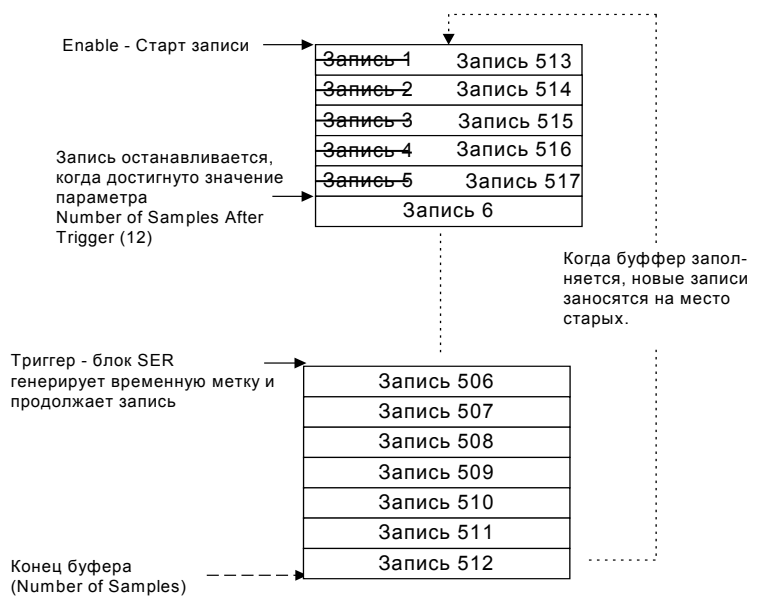 Enable - Старт записи
Запись 1 Запись 513
Запись 2 Запись 514
Запись 3 Запись 515
Запись 4 Запись 516
Запись 5 Запись 517
Запись 6
Запись останавливается,
когда достигнуто значение
параметра
Number of Samples After
Trigger (12)
Когда буффер запол-
няется, новые записи
заносятся на место
старых.
Триггер - блок SER
генерирует временную метку и
продолжает запись
Запись 506
Запись 507
Запись 508
Запись 509
Запись 510
Запись 511
Запись 512
Конец буфера
(Number of Samples)